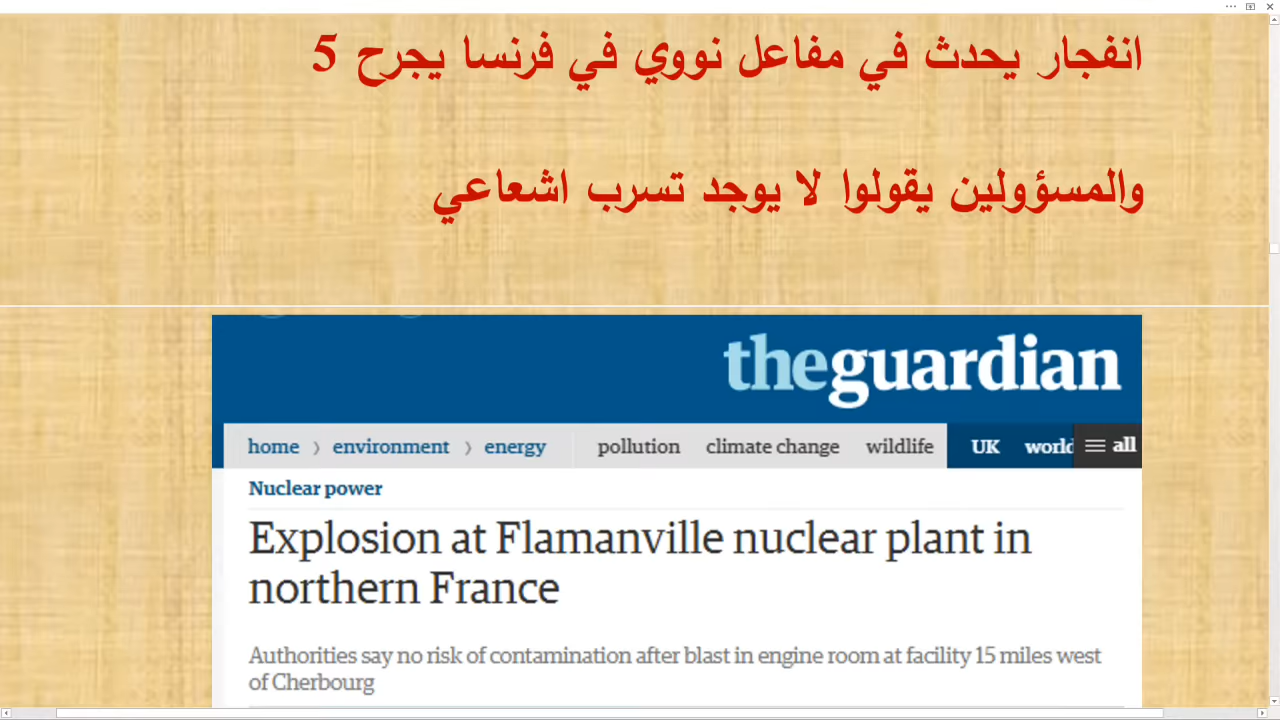 انفجار يحدث في مفاعل نووي في فرنسا يجرح 5
والمسؤولين يقولوا لا يوجد تسرب اشعاعي
theguardian
home > environment > energy pollution climate change wildlife UK world all
Nuclear power
Explosion at Flamanville nuclear plant in
northern France
Authorities say no risk of contamination after blast in engine room at facility 15 miles west
of Cherbourg